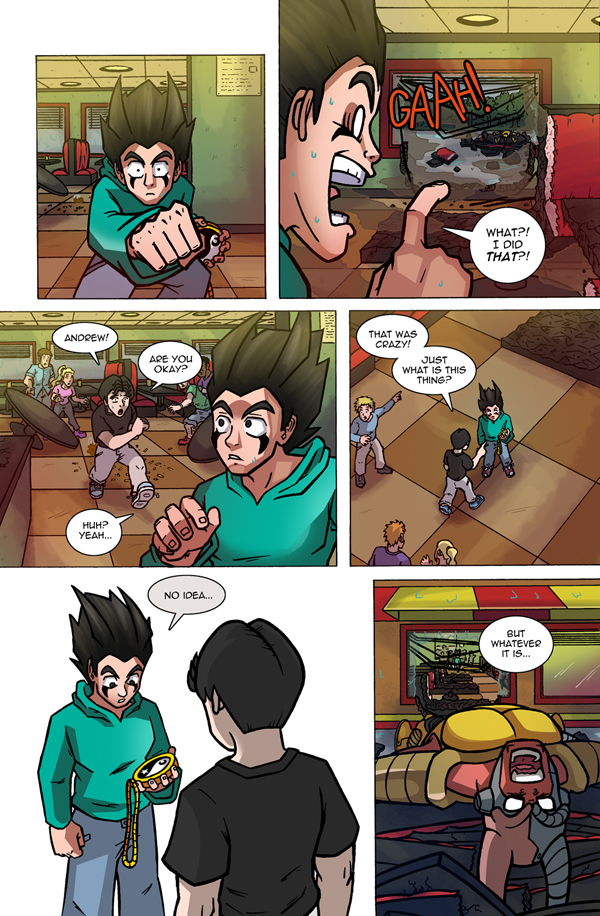 GAAH!
WHAT?!
I DID
THAT?!
ANDREW!
ARE YOU
OKAY?
HUH?
YEAH...
THAT WAS
CRAZY!
JUST
WHAT IS THIS
THING?
NO IDEA...
BUT
WHATEVER
IT IS...